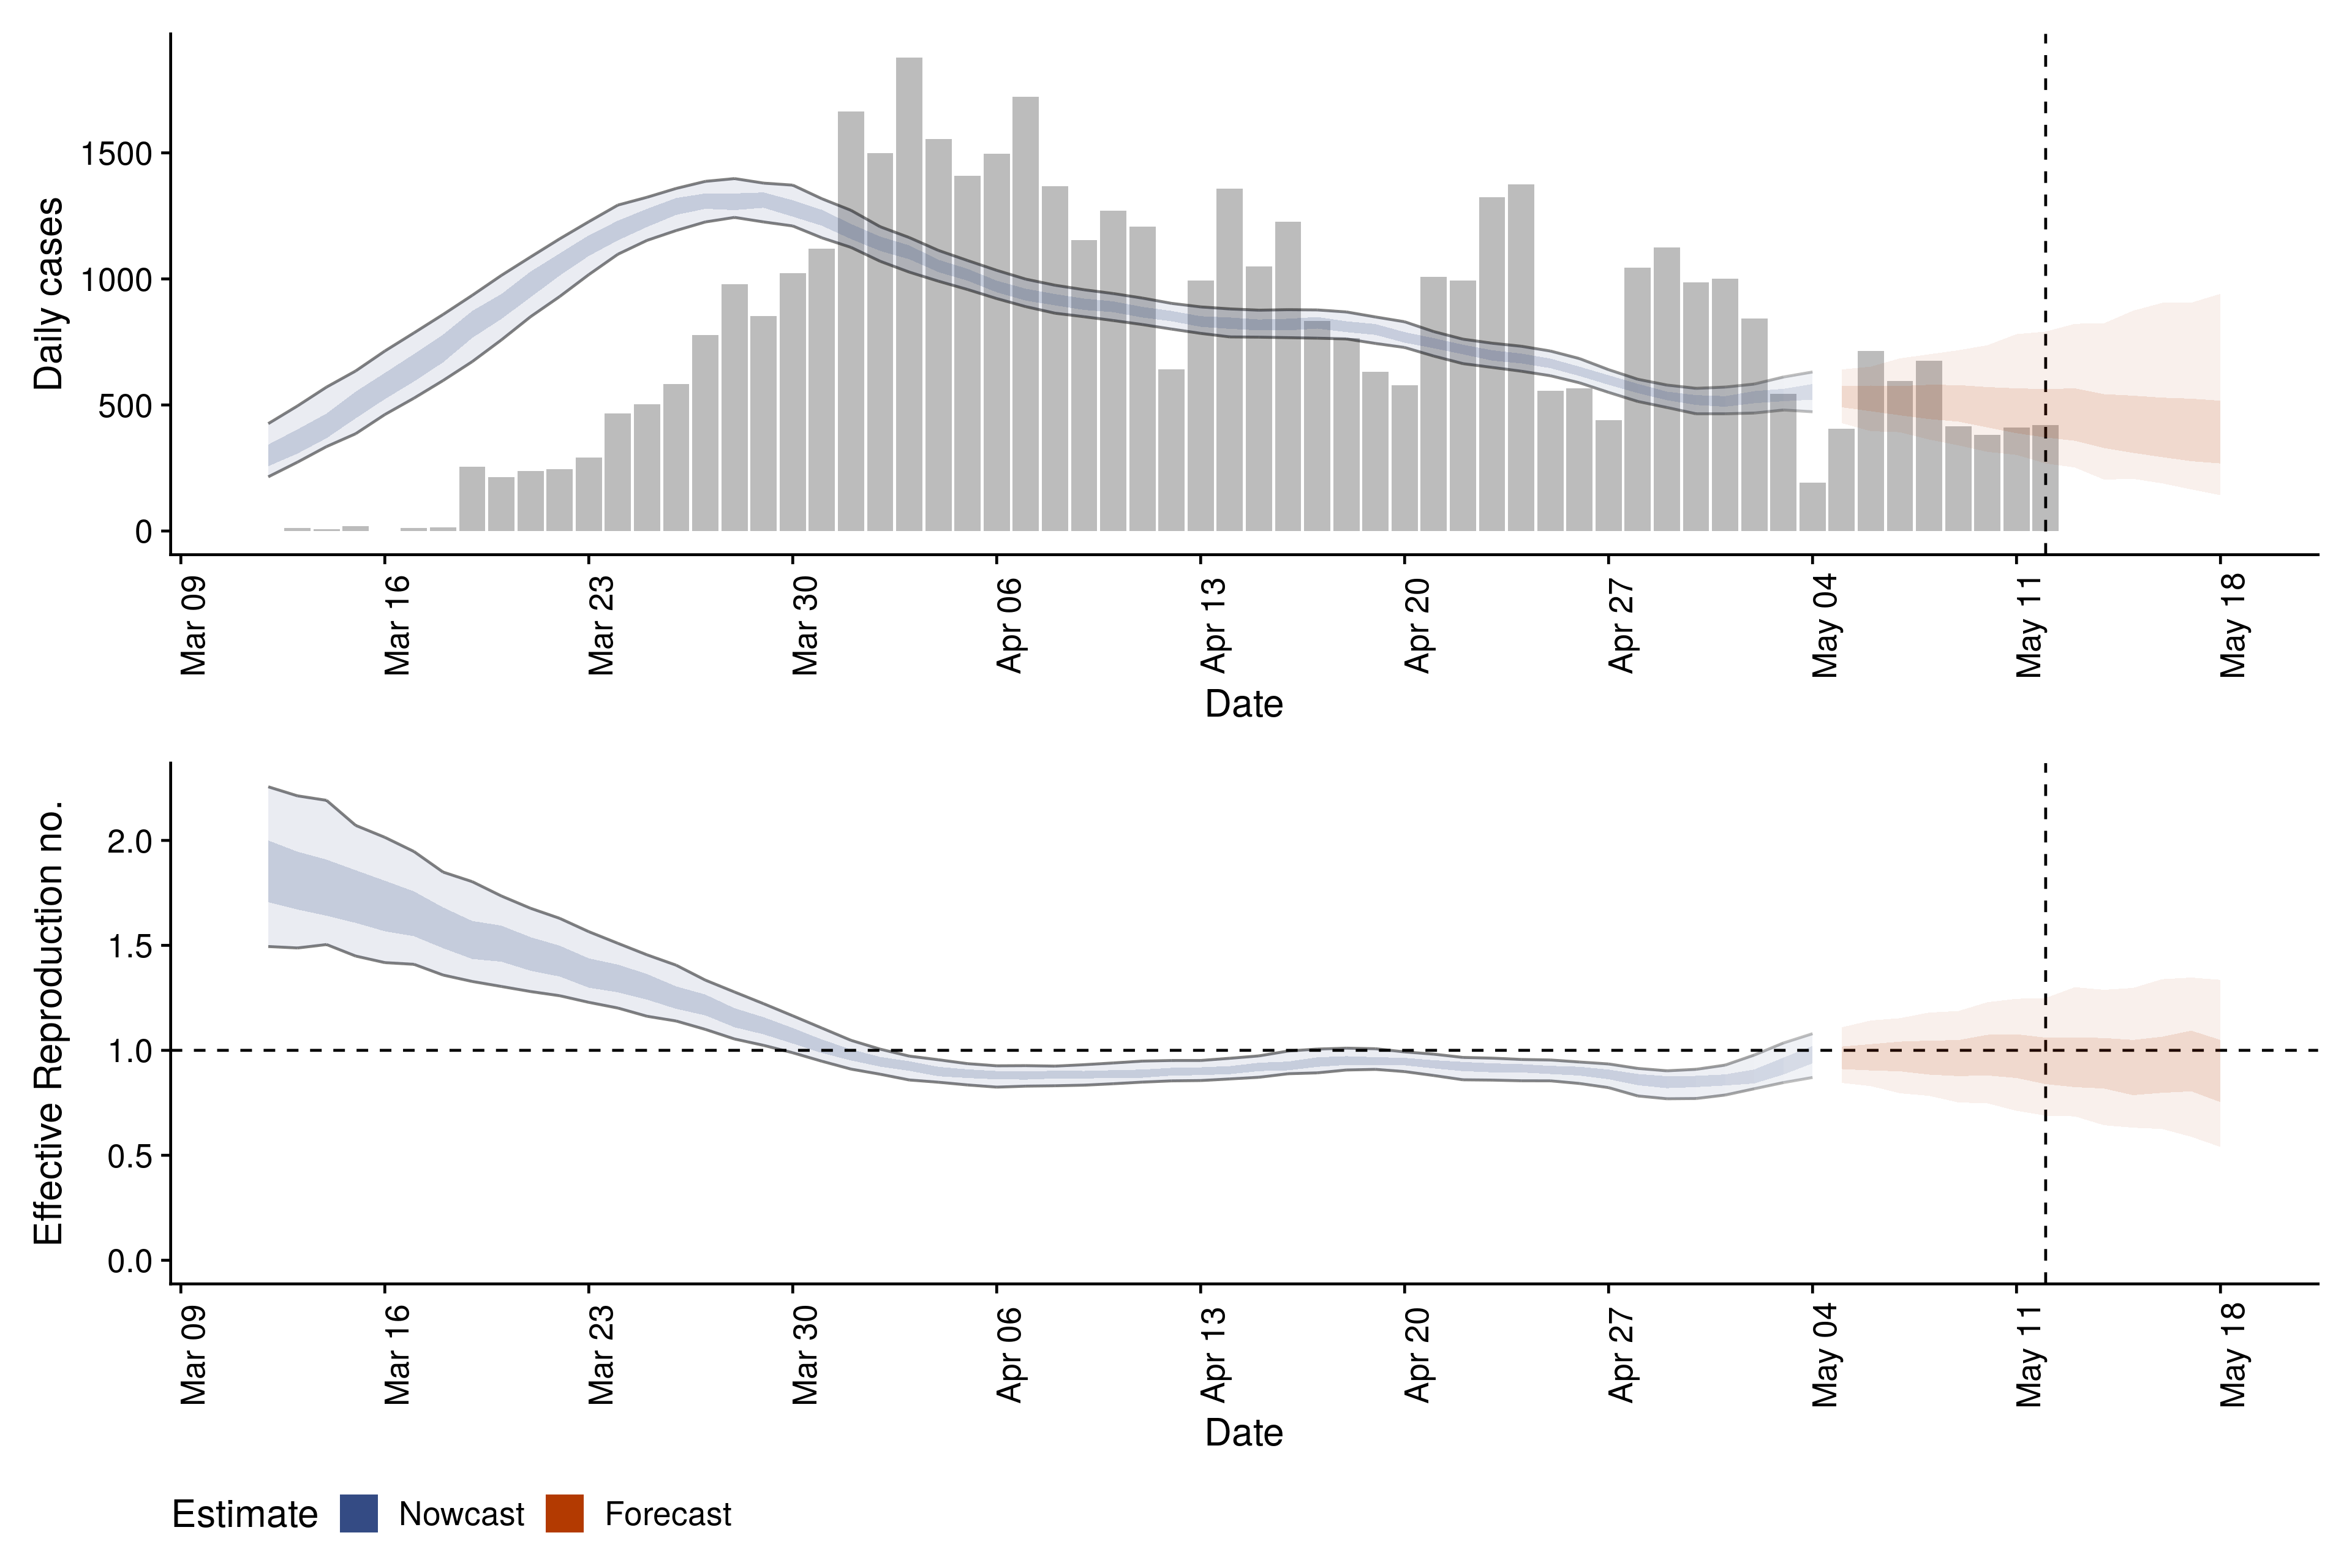 Daily cases
1500
1000
500
0
Mar 09
Mar 16
Mar 23
Mar 30
Apr 06
Apr 13
Apr 20
Apr 27
May 04
May 11
May 18
Date
Effective Reproduction no.
2.0
1.5
1.0
0.5
0.0
Mar 09
Mar 16
Mar 23
Mar 30
Apr 06
Apr 13
Apr 20
Apr 27
May 04
May 11
May 18
Date
Estimate Nowcast Forecast